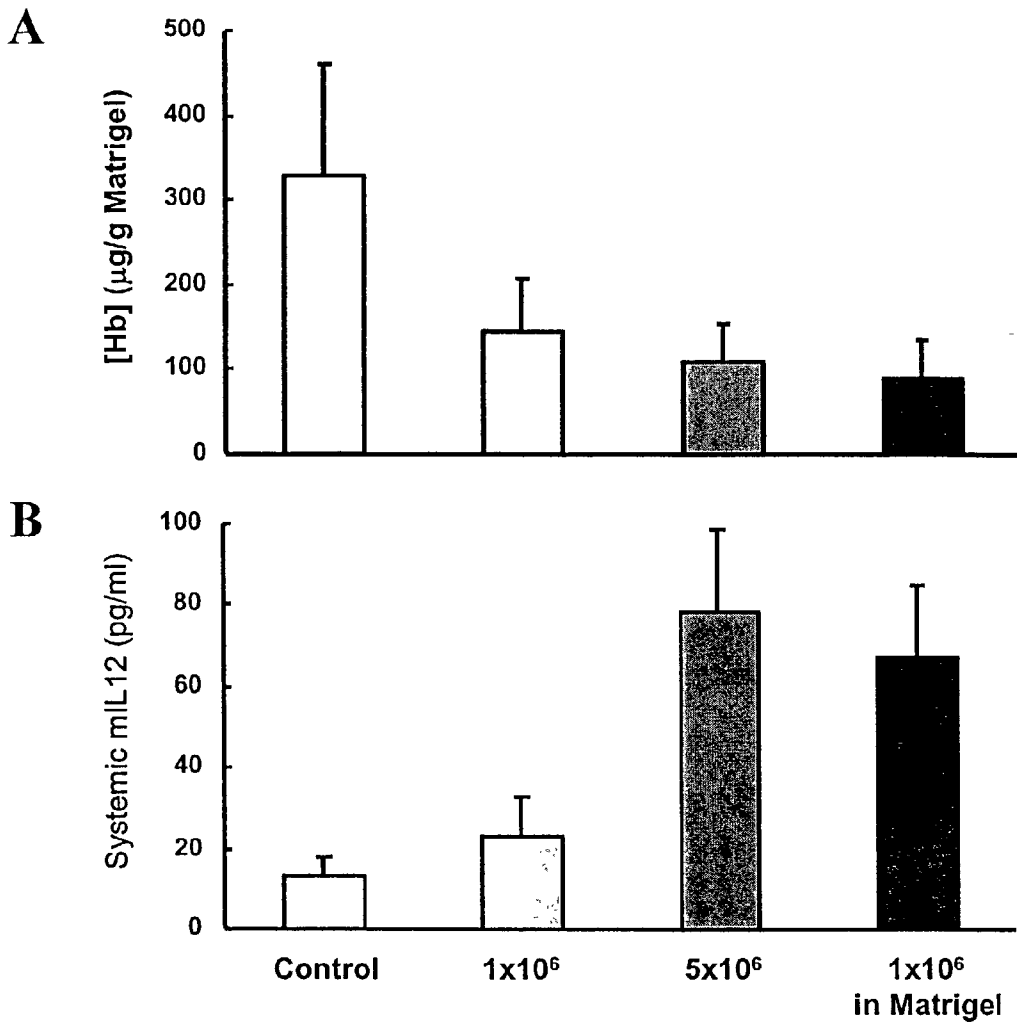 A
[Hb] (µg/g Matrigel)
500
400
300
200
100
0
B
Systemic mIL12 (pg/ml)
100
80
60
40
20
0
Control
1x10⁶
5x10⁶
1x10⁶
in Matrigel